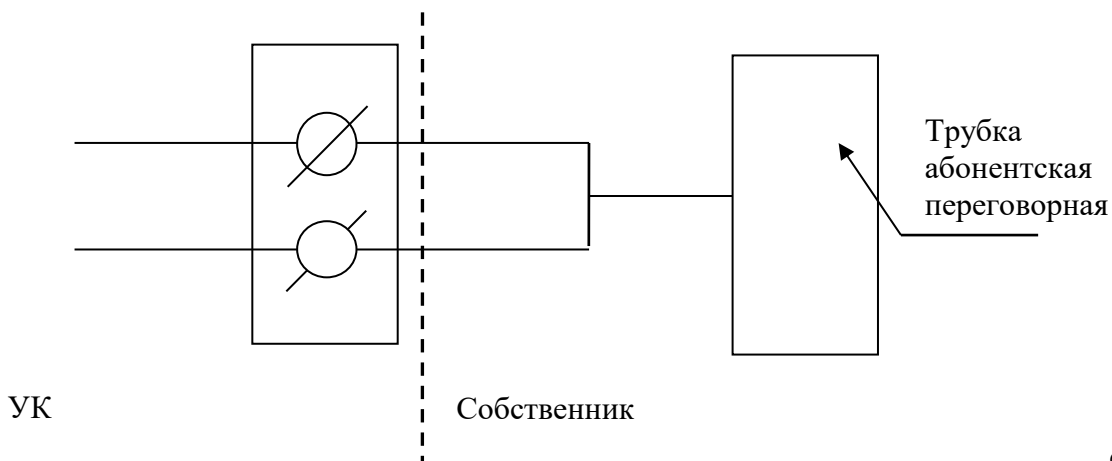 Трубка
абонентская
переговорная
УК
Собственник